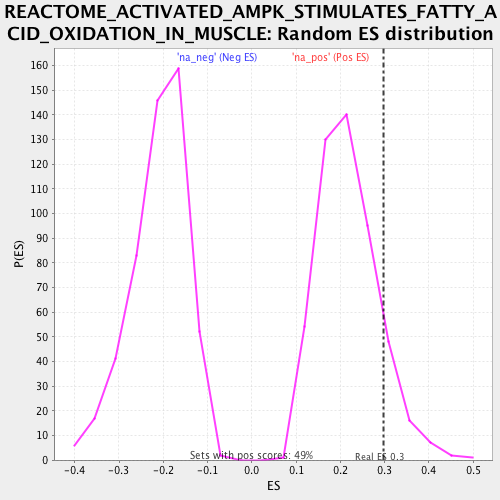 REACTOME_ACTIVATED_AMPK_STIMULATES_FATTY_A
CID_OXIDATION_IN_MUSCLE: Random ES distribution
'na_neg' (Neg ES) 'na_pos' (Pos ES)
160
150
140
130
120
110
100
90
80
70
60
50
40
30
20
10
0
P(ES)
Sets with pos scores: 49%
Real ES 0.3
-0.4 -0.3 -0.2 -0.1 0.0 0.1 0.2 0.3 0.4 0.5
ES